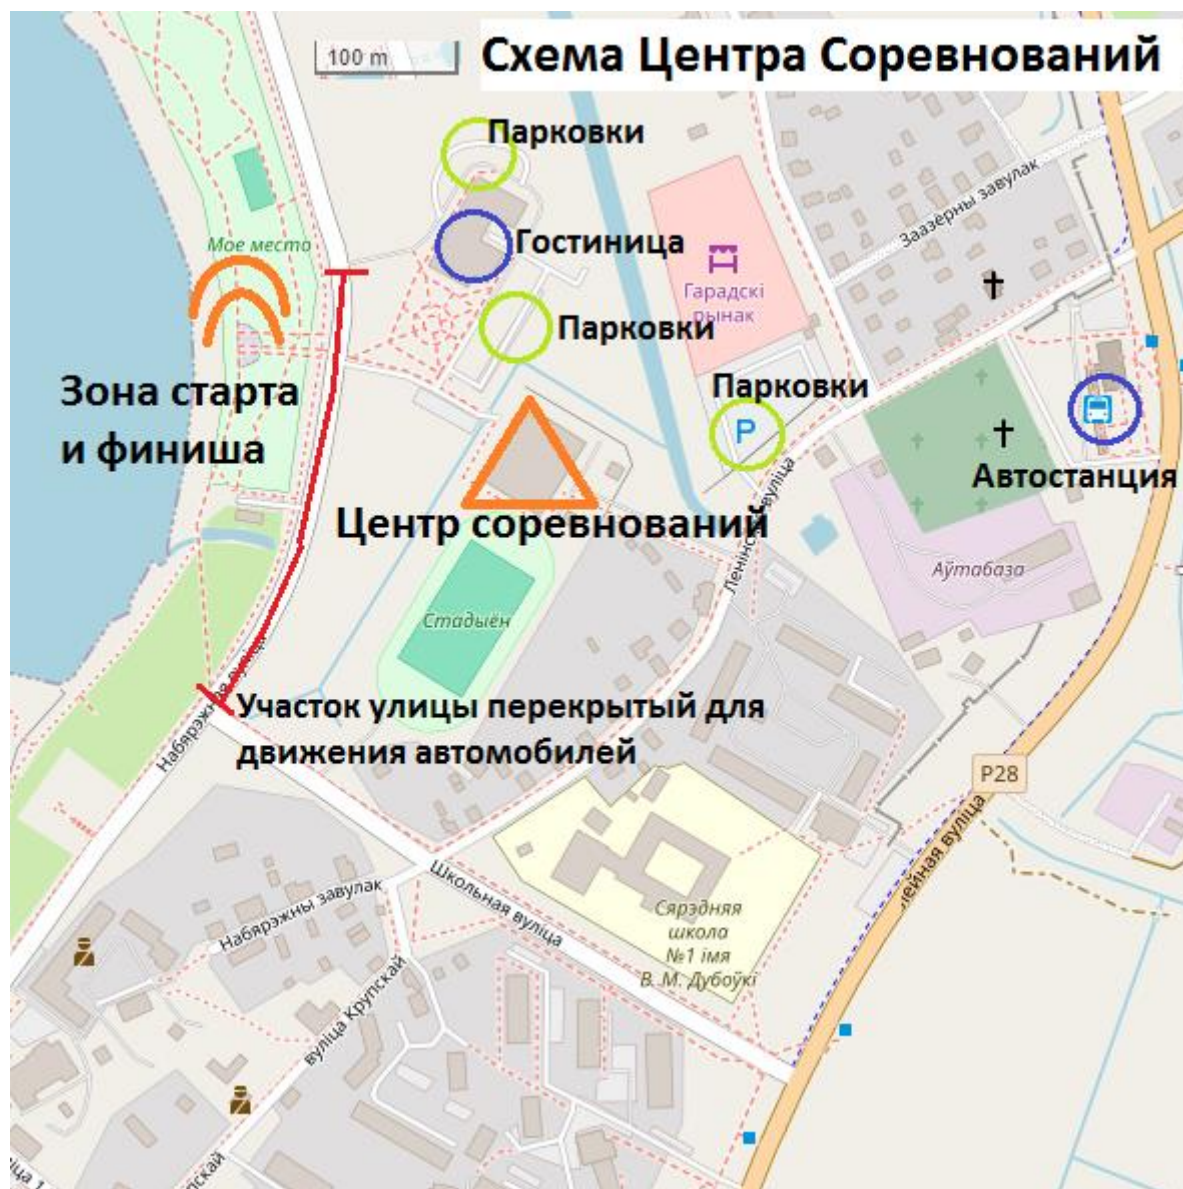 100 m
Схема Центра Соревнований
Парковки
Мое место
Гостиница
Заазёрны завулак
Гарадскі
рынак
Парковки
Зона старта
и финиша
Парковки
P
Автостанция
Центр соревнований
Ленінская вуліца
Аўтабаза
Стадыён
Набярэжная вуліца
Участок улицы перекрытый для
движения автомобилей
P28
Школьная вуліца
Набярэжны завулак
Сярэдняя
школа
№1 імя
В. М. Дубоўкі
вуліца Крупскай